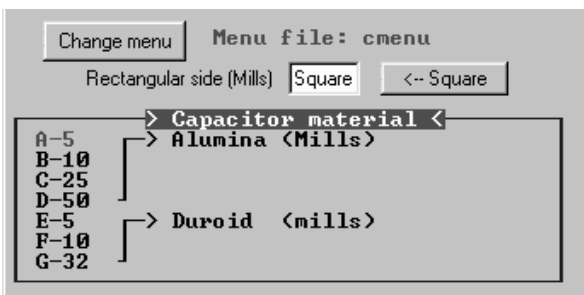 Change menu Menu file: cmenu
Rectangular side (Mills) Square <-- Square
> Capacitor material <
A-5 > Alumina (Mills)
B-10
C-25
D-50
E-5 > Duroid (mills)
F-10
G-32